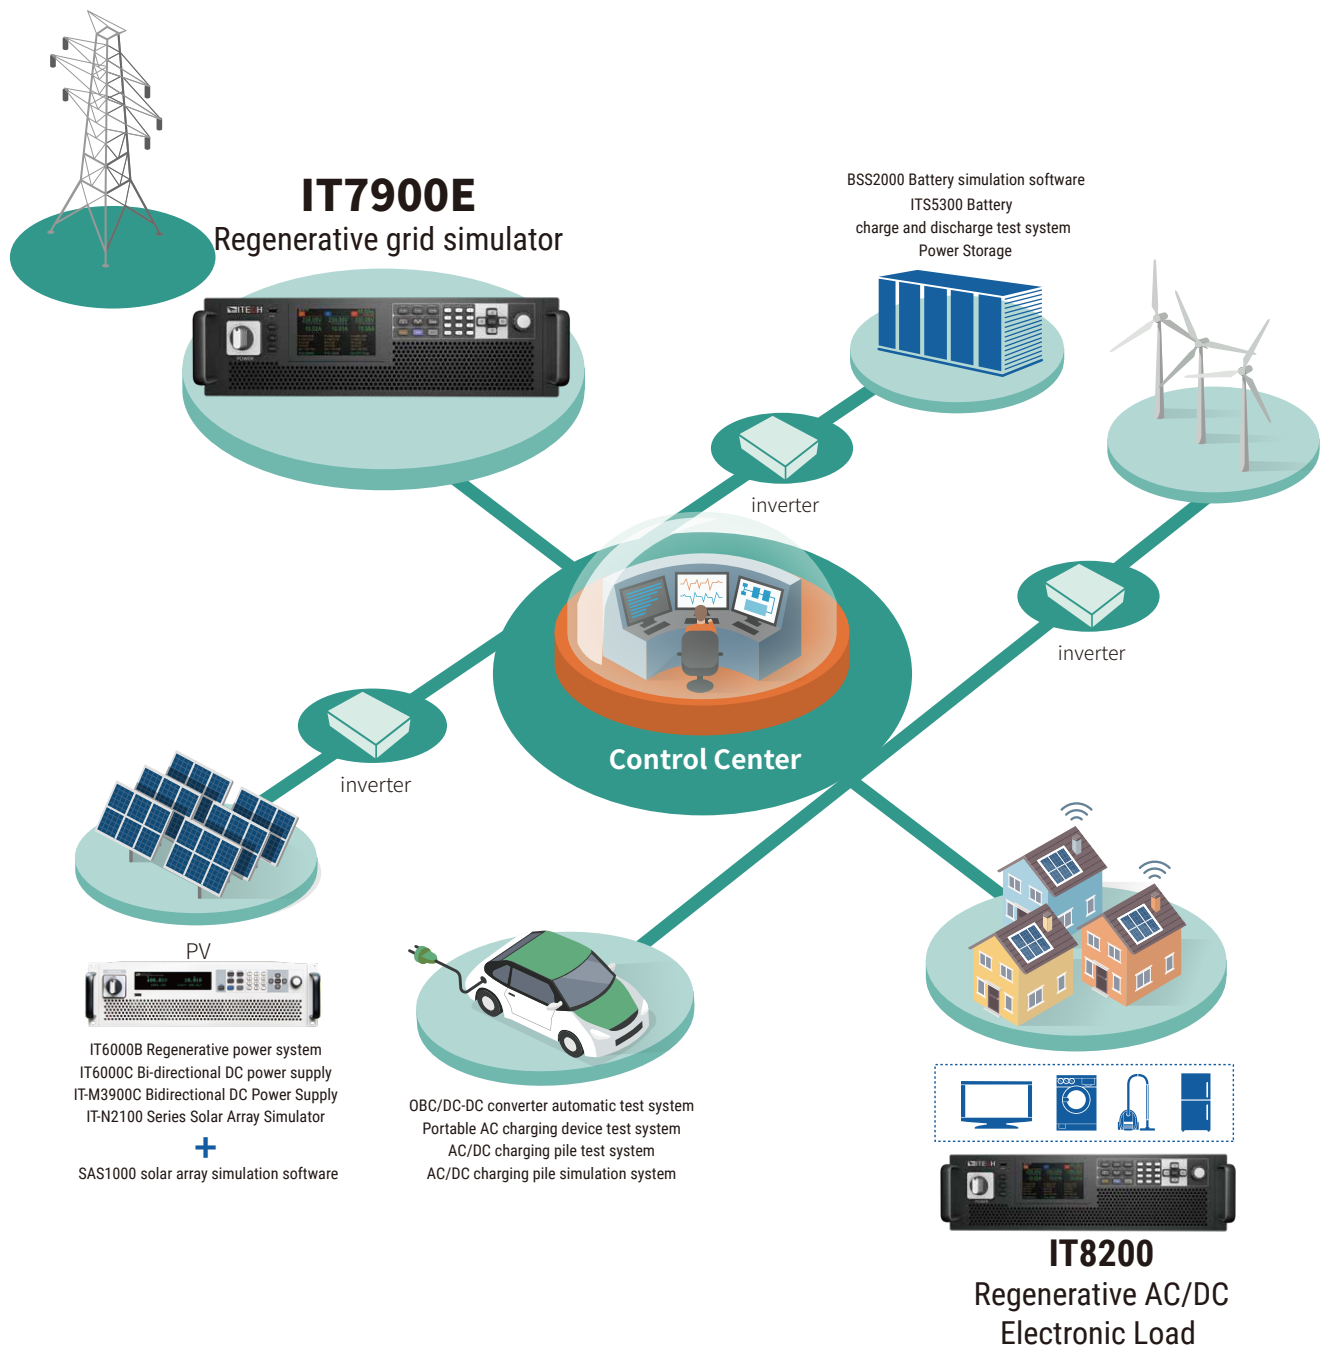 IT7900E
Regenerative grid simulator
ITECH
POWER
BSS2000 Battery simulation software
ITS5300 Battery
charge and discharge test system
Power Storage
inverter
inverter
Control Center
inverter
PV
IT6000B Regenerative power system
IT6000C Bi-directional DC power supply
IT-M3900C Bidirectional DC Power Supply
IT-N2100 Series Solar Array Simulator
+
SAS1000 solar array simulation software
OBC/DC-DC converter automatic test system
Portable AC charging device test system
AC/DC charging pile test system
AC/DC charging pile simulation system
ITECH
IT8200
Regenerative AC/DC
Electronic Load